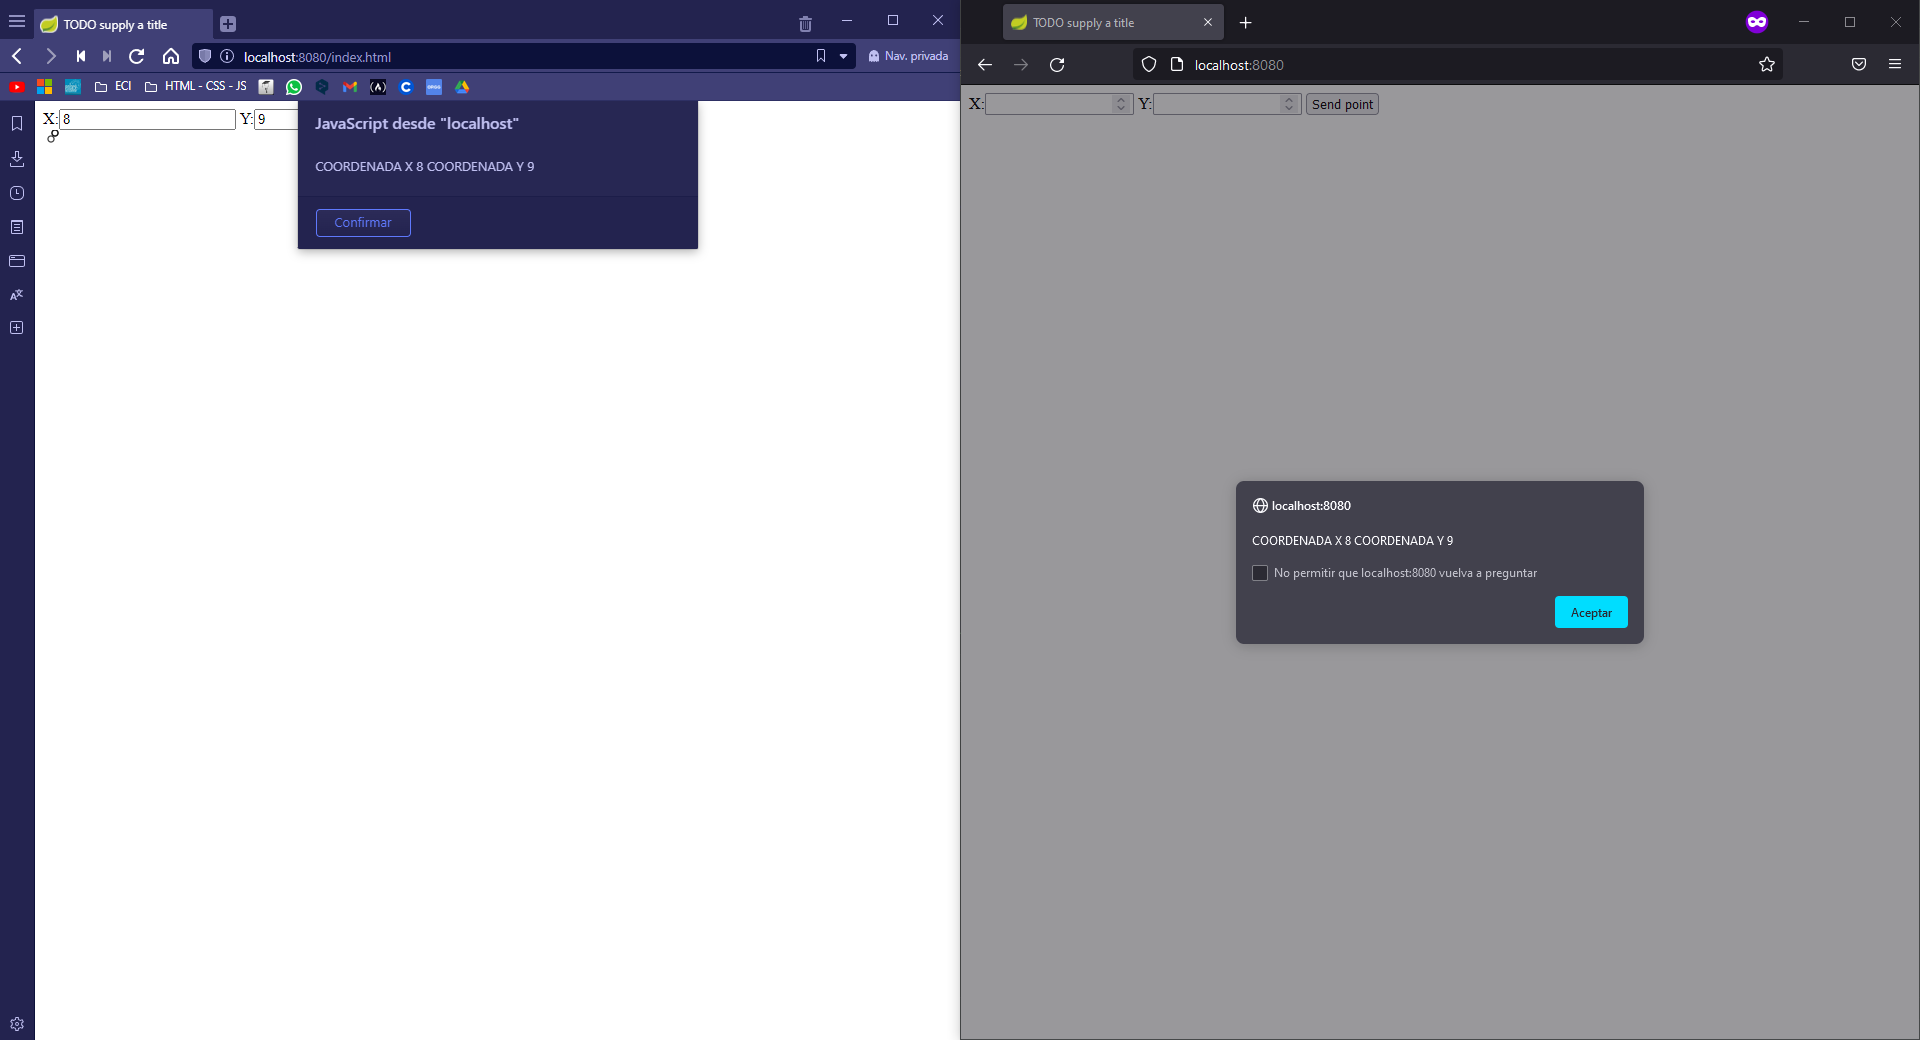 TODO supply a title
localhost:8080/index.html
Nav. privada
ECI
HTML - CSS - JS
X: 8 Y: 9
JavaScript desde "localhost"
COORDENADA X 8 COORDENADA Y 9
Confirmar
TODO supply a title
localhost:8080
X: Y: Send point
localhost:8080
COORDENADA X 8 COORDENADA Y 9
No permitir que localhost:8080 vuelva a preguntar
Aceptar